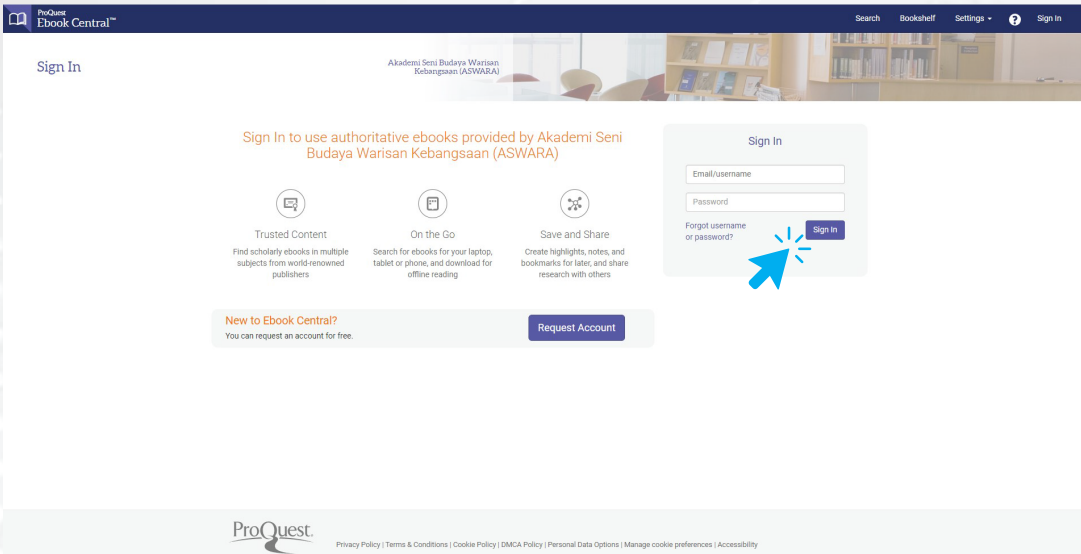 ProQuest
Ebook Central™
Search
Bookshelf
Settings
?
Sign In
Sign In
Akademi Seni Budaya Warisan
Kebangsaan (ASWARA)
Sign In to use authoritative ebooks provided by Akademi Seni
Budaya Warisan Kebangsaan (ASWARA)
Trusted Content
Find scholarly ebooks in multiple
subjects from world-renowned
publishers
On the Go
Search for ebooks for your laptop,
tablet or phone, and download for
offline reading
Save and Share
Create highlights, notes, and
bookmarks for later, and share
research with others
Sign In
Email/username
Password
Forgot username
or password?
Sign In
New to Ebook Central?
You can request an account for free.
Request Account
ProQuest.
Privacy Policy | Terms & Conditions | Cookie Policy | DMCA Policy | Personal Data Options | Manage cookie preferences | Accessibility